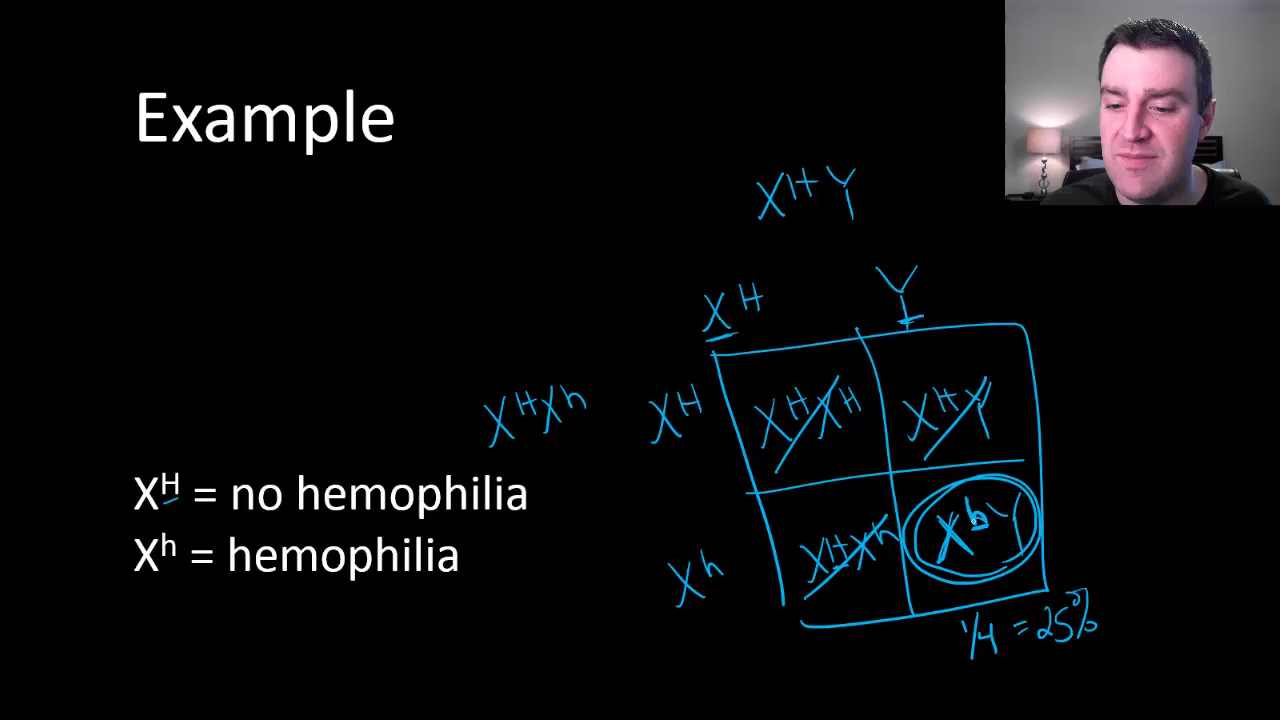 Example
X^H Y
X^H Y
X^H X^h X^H X^H X^H X^H Y
X^H = no hemophilia
X^h = hemophilia
X^h X^H X^h X^h Y
1/4 = 25%